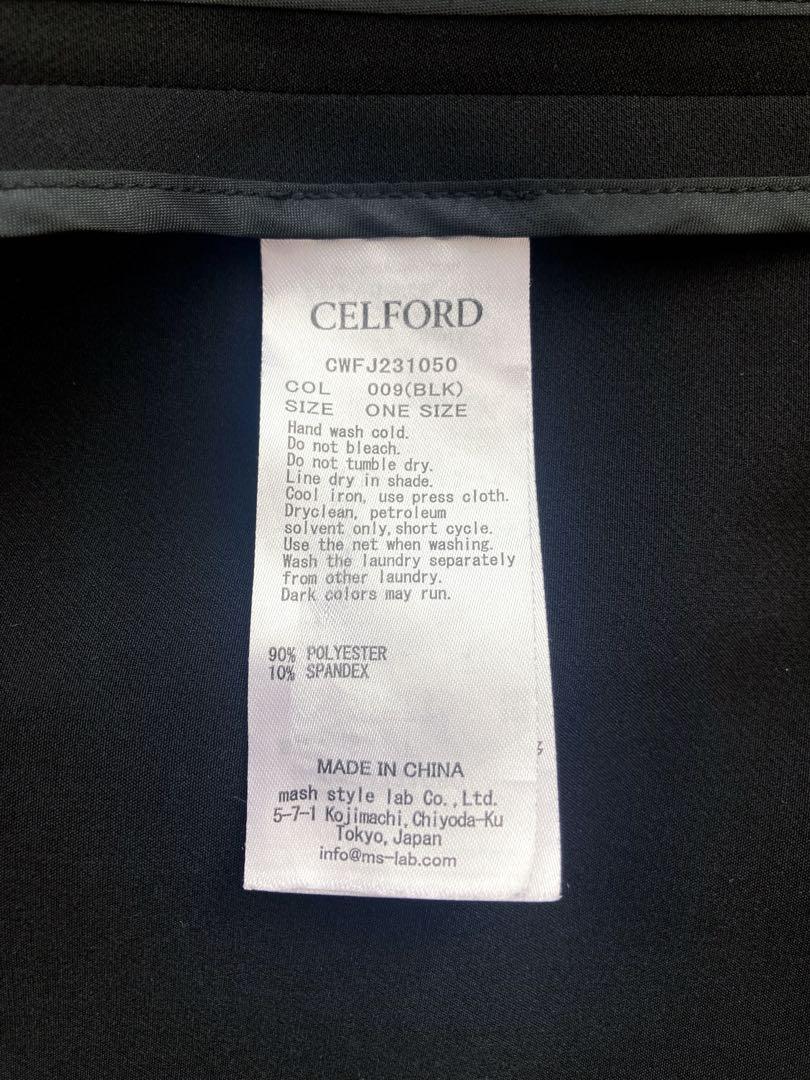 CELFORD
CWFJ231050
COL 009(BLK)
SIZE ONE SIZE
Hand wash cold.
Do not bleach.
Do not tumble dry.
Line dry in shade.
Cool iron, use press cloth.
Dryclean, petroleum
solvent only,short cycle.
Use the net when washing.
Wash the laundry separately
from other laundry.
Dark colors may run.
90% POLYESTER
10% SPANDEX
MADE IN CHINA
mash style lab Co.,Ltd.
5-7-1 Kojimachi,Chiyoda-Ku
Tokyo,Japan
info@ms-lab.com